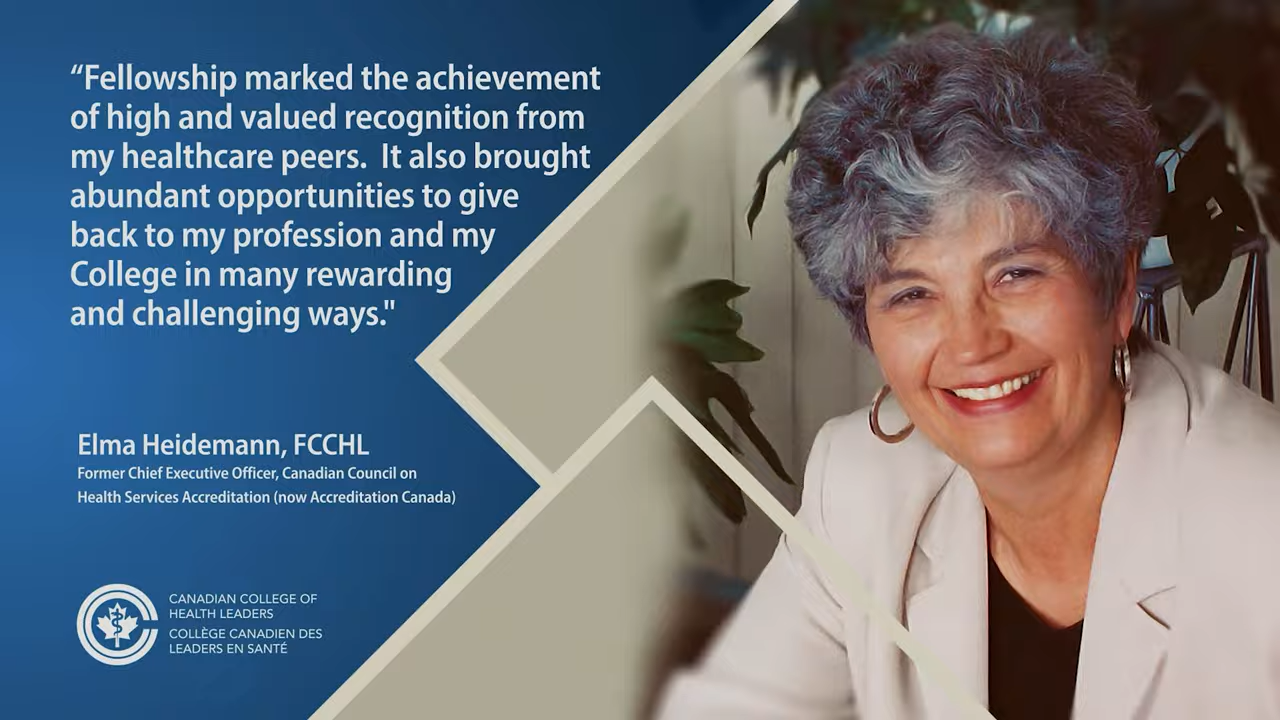 “Fellowship marked the achievement
of high and valued recognition from
my healthcare peers.  It also brought
abundant opportunities to give
back to my profession and my
College in many rewarding
and challenging ways."
Elma Heidemann, FCCHL
Former Chief Executive Officer, Canadian Council on
Health Services Accreditation (now Accreditation Canada)
CANADIAN COLLEGE OF
HEALTH LEADERS
COLLÈGE CANADIEN DES
LEADERS EN SANTÉ